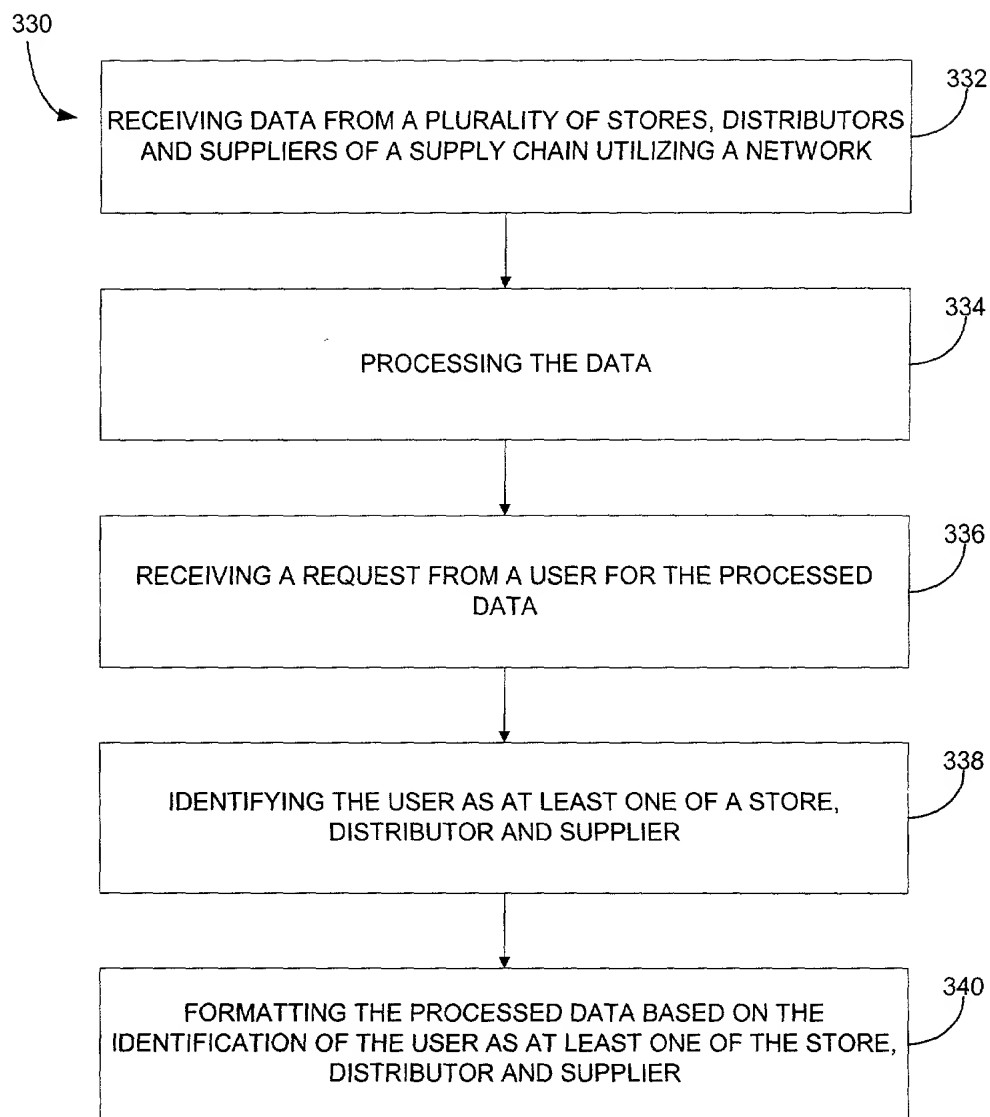 330
332
RECEIVING DATA FROM A PLURALITY OF STORES, DISTRIBUTORS
AND SUPPLIERS OF A SUPPLY CHAIN UTILIZING A NETWORK
334
PROCESSING THE DATA
336
RECEIVING A REQUEST FROM A USER FOR THE PROCESSED
DATA
338
IDENTIFYING THE USER AS AT LEAST ONE OF A STORE,
DISTRIBUTOR AND SUPPLIER
340
FORMATTING THE PROCESSED DATA BASED ON THE
IDENTIFICATION OF THE USER AS AT LEAST ONE OF THE STORE,
DISTRIBUTOR AND SUPPLIER